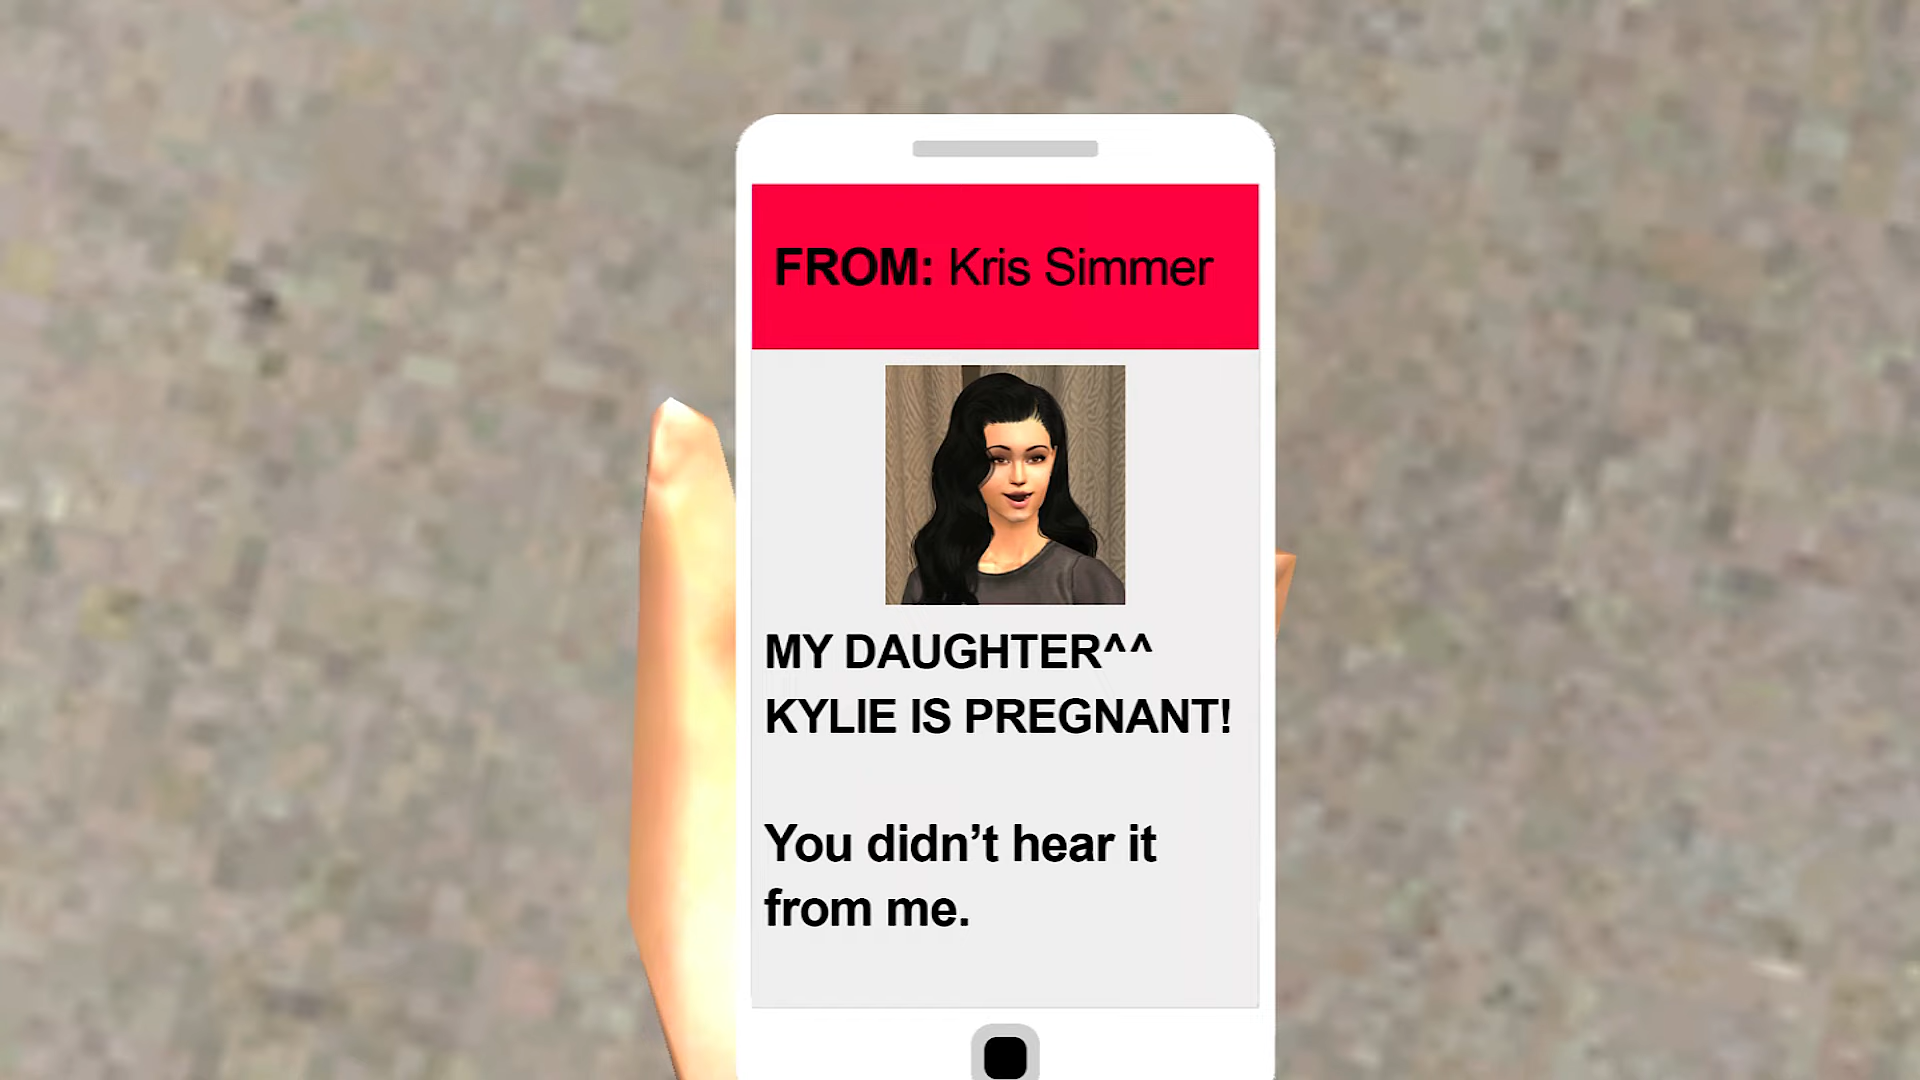 FROM: Kris Simmer
MY DAUGHTER^^
KYLIE IS PREGNANT!
You didn’t hear it
from me.